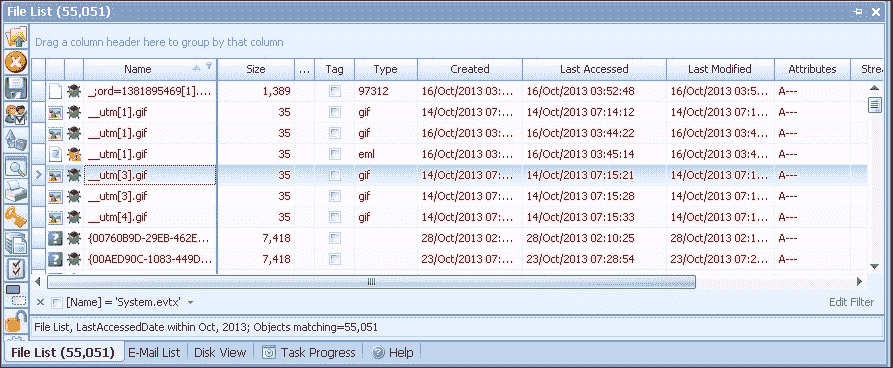 File List (55,051)
Drag a column header here to group by that column
Name Size ... Tag Type Created Last Accessed Last Modified Attributes Stre
_;ord=1381895469[1].... 1,389 97312 16/Oct/2013 03:... 16/Oct/2013 03:52:48 16/Oct/2013 03:5... A---
__utm[1].gif 35 gif 14/Oct/2013 07:... 14/Oct/2013 07:14:12 14/Oct/2013 07:1... A---
__utm[1].gif 35 gif 16/Oct/2013 03:... 16/Oct/2013 03:44:22 16/Oct/2013 03:4... A---
__utm[1].gif 35 eml 16/Oct/2013 03:... 16/Oct/2013 03:45:14 16/Oct/2013 03:4... A---
__utm[3].gif 35 gif 14/Oct/2013 07:... 14/Oct/2013 07:15:21 14/Oct/2013 07:1... A---
__utm[3].gif 35 gif 14/Oct/2013 07:... 14/Oct/2013 07:15:28 14/Oct/2013 07:1... A---
__utm[4].gif 35 gif 14/Oct/2013 07:... 14/Oct/2013 07:15:33 14/Oct/2013 07:1... A---
{00760B9D-29EB-462E... 7,418 28/Oct/2013 02:... 28/Oct/2013 02:10:25 28/Oct/2013 02:1... A---
{00AED90C-1083-449D... 7,418 23/Oct/2013 07:... 23/Oct/2013 07:28:54 23/Oct/2013 07:2... A---
[Name] = 'System.evtx' Edit Filter
File List, LastAccessedDate within Oct, 2013; Objects matching=55,051
File List (55,051) E-Mail List Disk View Task Progress Help